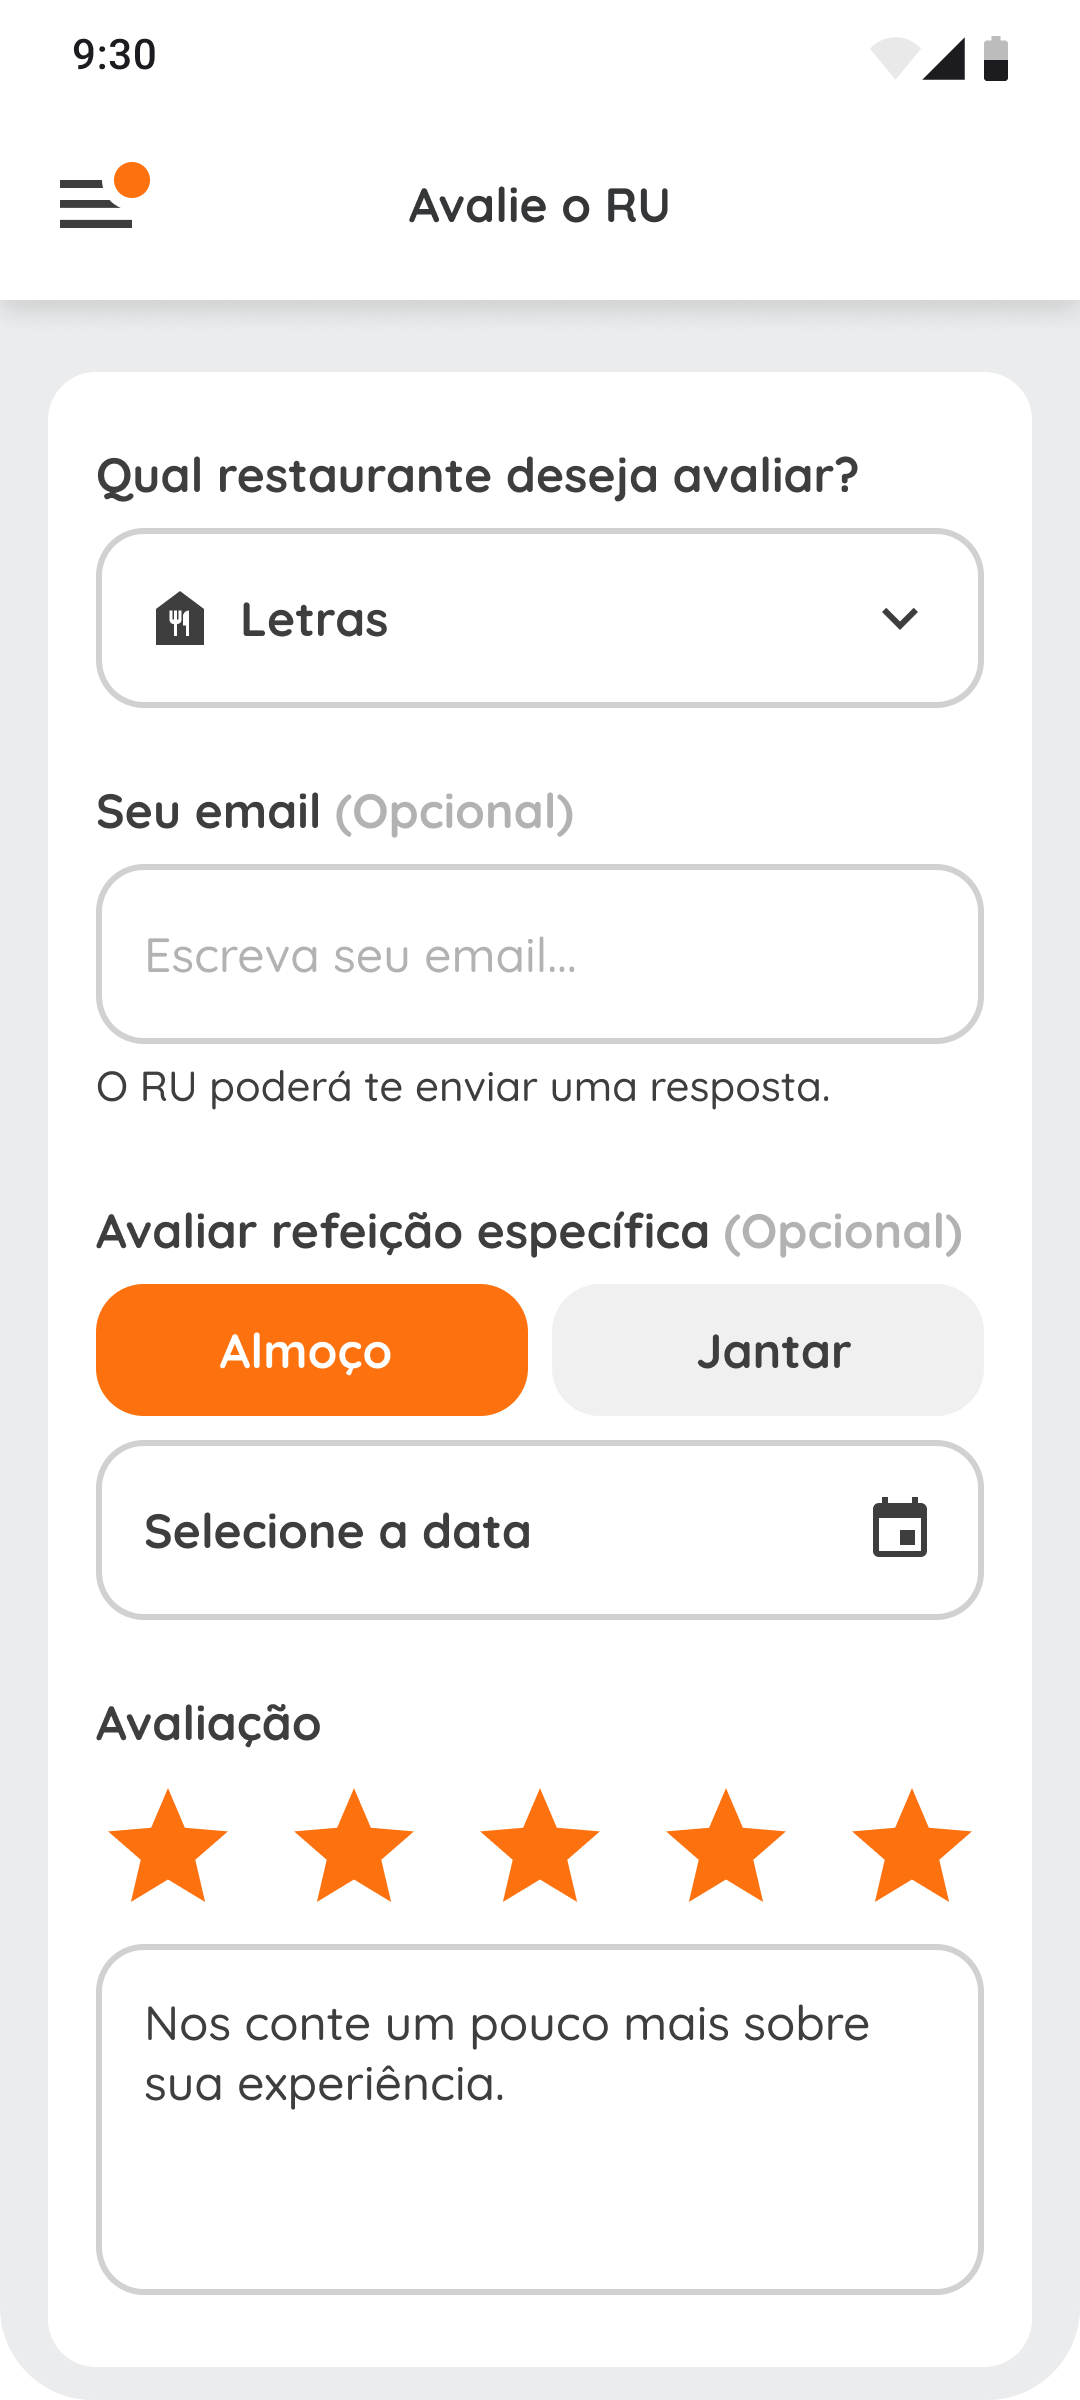 9:30
Avalie o RU
Qual restaurante deseja avaliar?
Letras
Seu email (Opcional)
Escreva seu email...
O RU poderá te enviar uma resposta.
Avaliar refeição específica (Opcional)
Almoço Jantar
Selecione a data
Avaliação
Nos conte um pouco mais sobre
sua experiência.